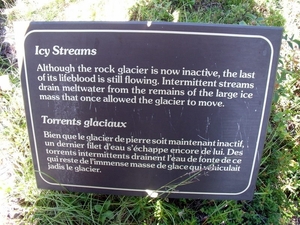 Icy Streams
Although the rock glacier is now inactive, the last
of its lifeblood is still flowing. Intermittent streams
drain meltwater from the remains of the large ice
mass that once allowed the glacier to move.
Torrents glaciaux
Bien que le glacier de pierre soit maintenant inactif,
un dernier filet d'eau s'échappe encore de lui. Des
torrents intermittents drainent l'eau de fonte de ce
qui reste de l'immense masse de glace qui véhiculait
jadis le glacier.